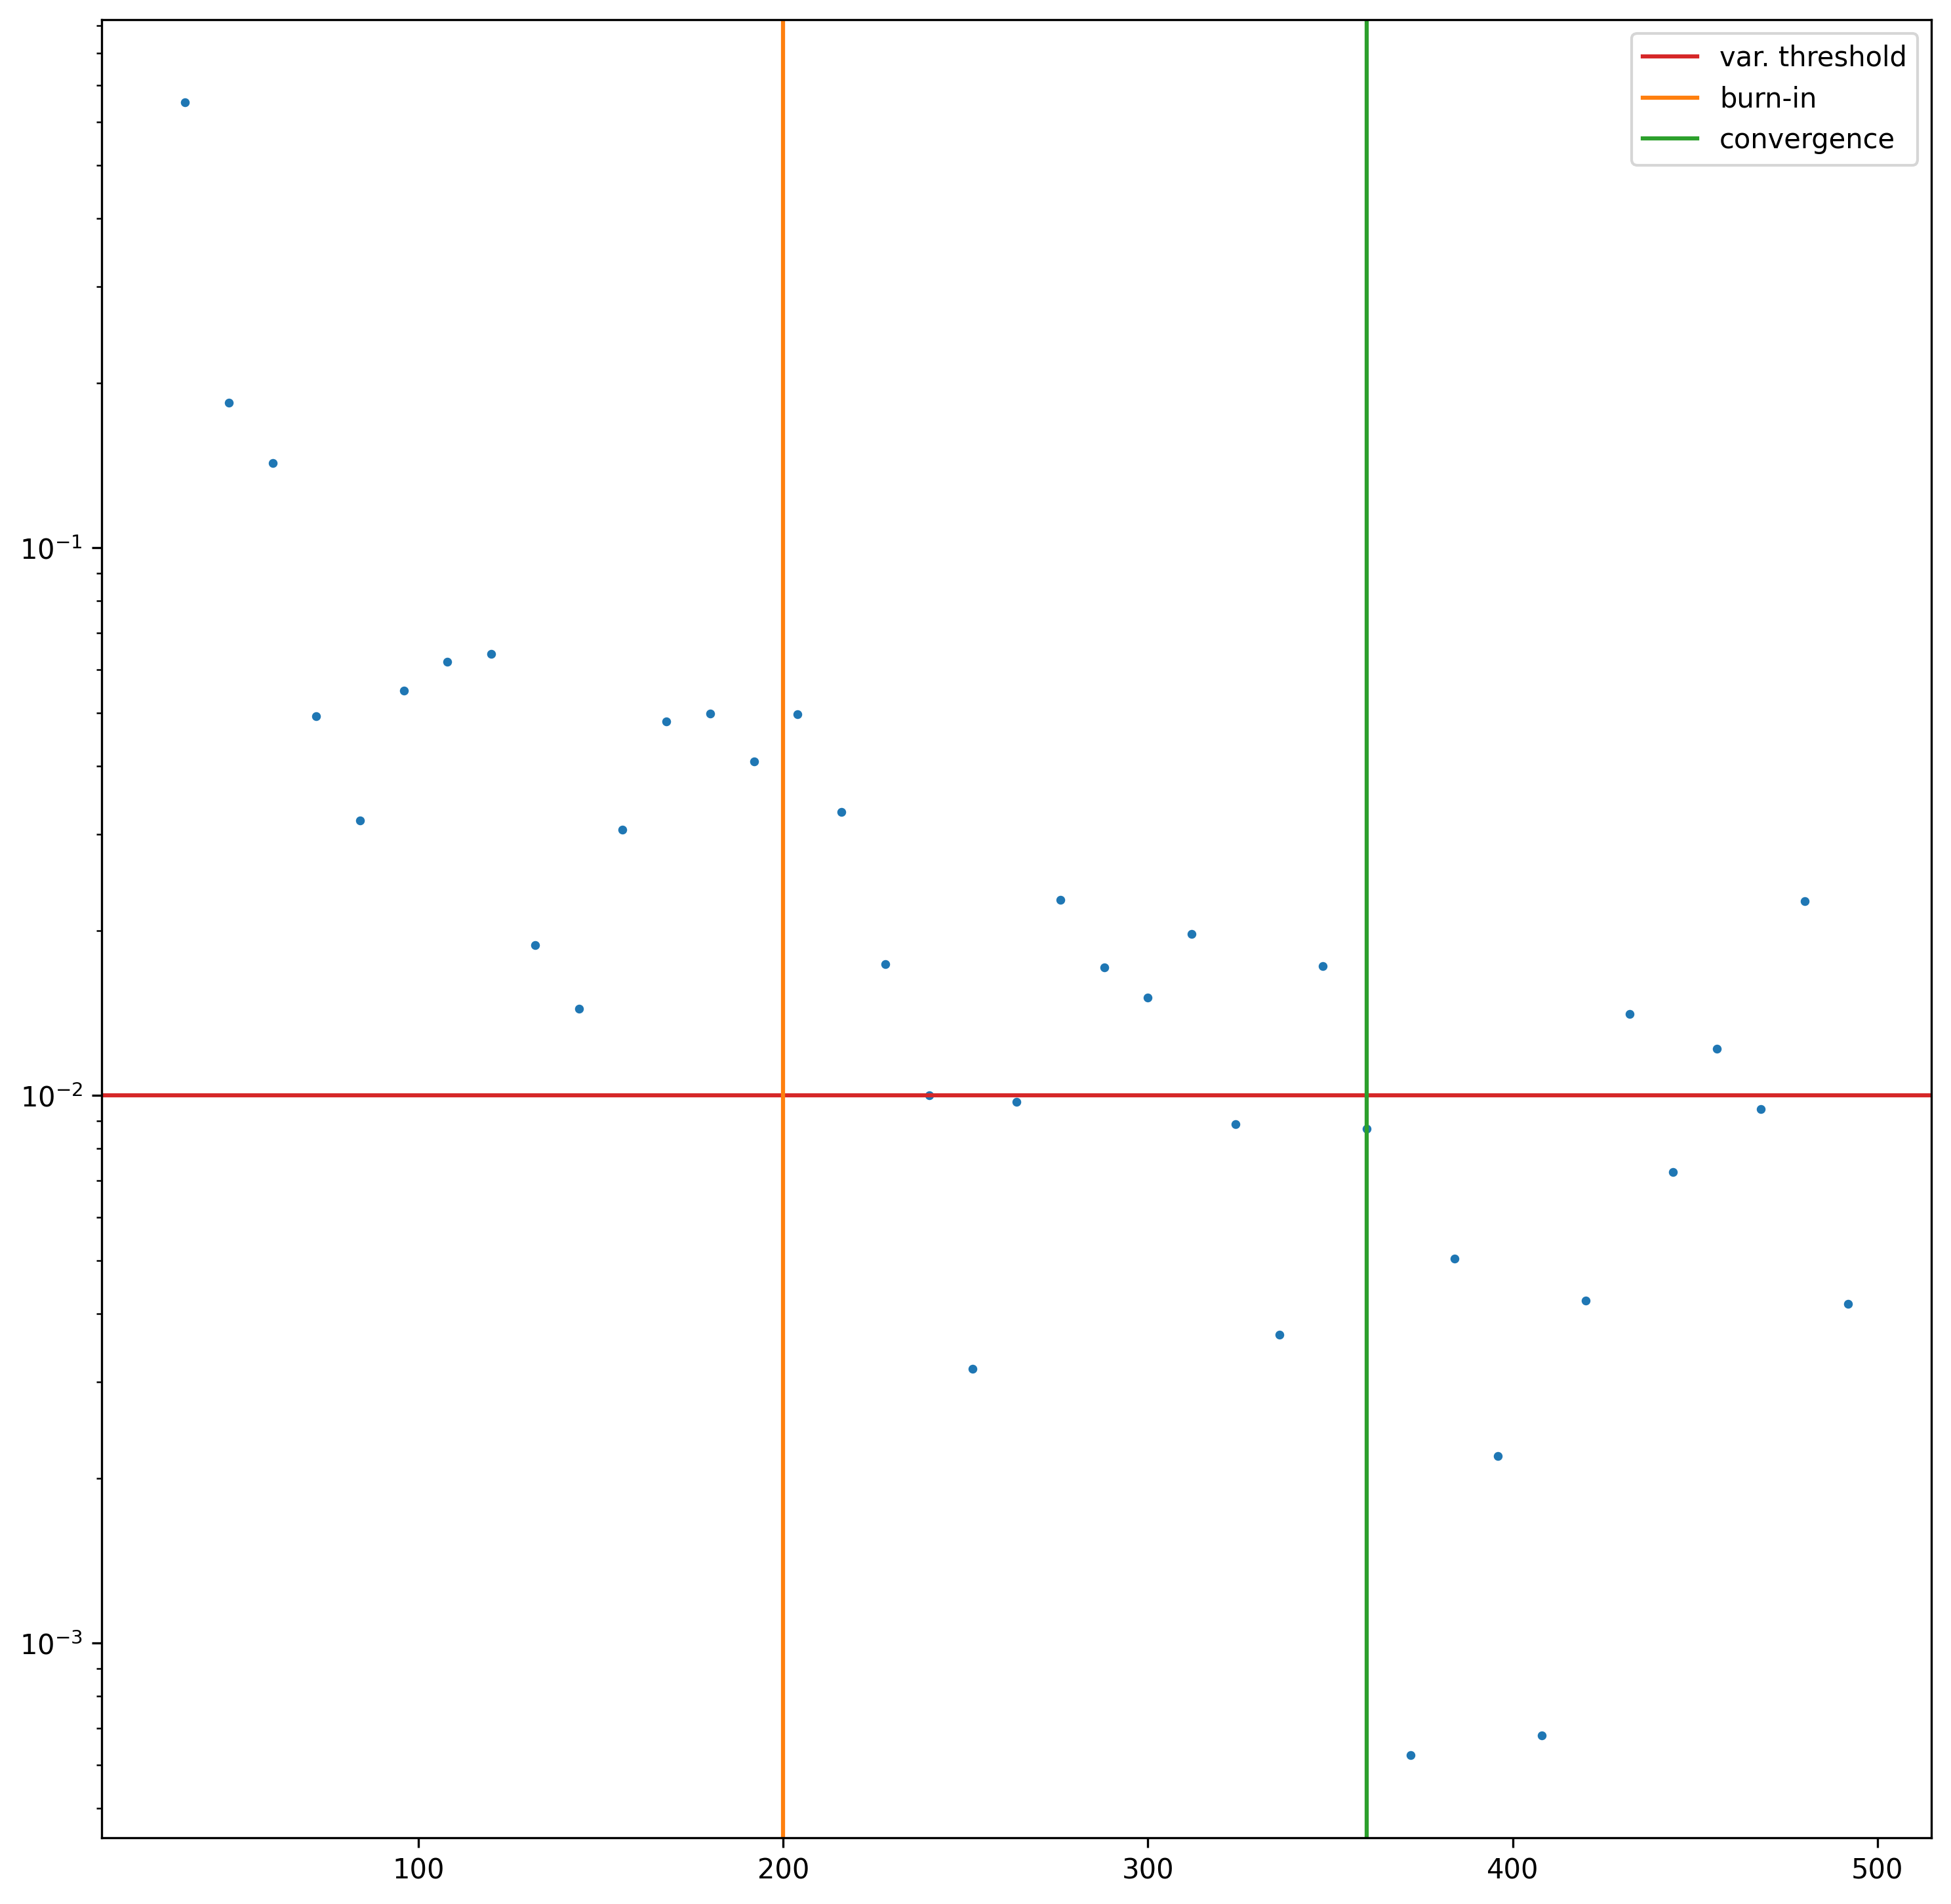 var. threshold
burn-in
convergence
10⁻¹
10⁻²
10⁻³
100 200 300 400 500